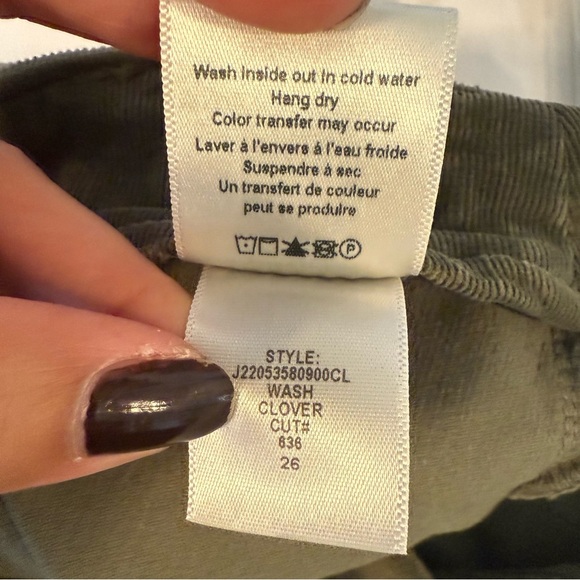 Wash inside out in cold water
Hang dry
Color transfer may occur
Laver à l'envers à l'eau froide
Suspendre à sec
Un transfert de couleur
peut se produire
P
STYLE:
J22053580900CL
WASH
CLOVER
CUT#
636
26